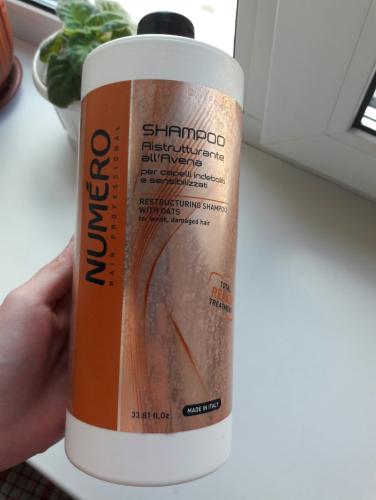 NUMÉRO
HAIR PROFESSIONAL
SHAMPOO
Ristrutturante
all'Avena
per capelli indeboliti
e sensibilizzati
RESTRUCTURING SHAMPOO
WITH OATS
for weak, damaged hair
TOTAL
REPAIR
TREATMENT
33.81 fl.Oz
MADE IN ITALY